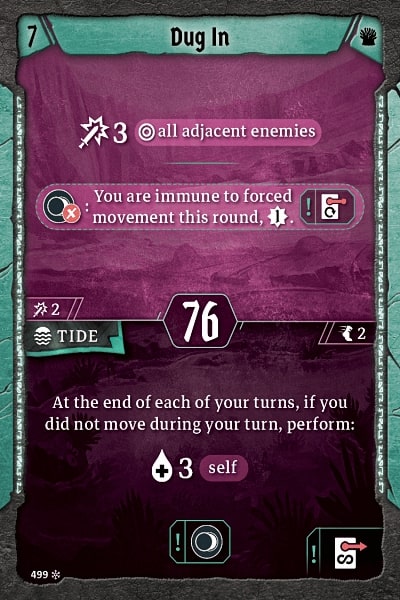 7
Dug In
3 all adjacent enemies
: You are immune to forced
movement this round, 1. !
2
76
TIDE
2
At the end of each of your turns, if you
did not move during your turn, perform:
3 self
!
!
499